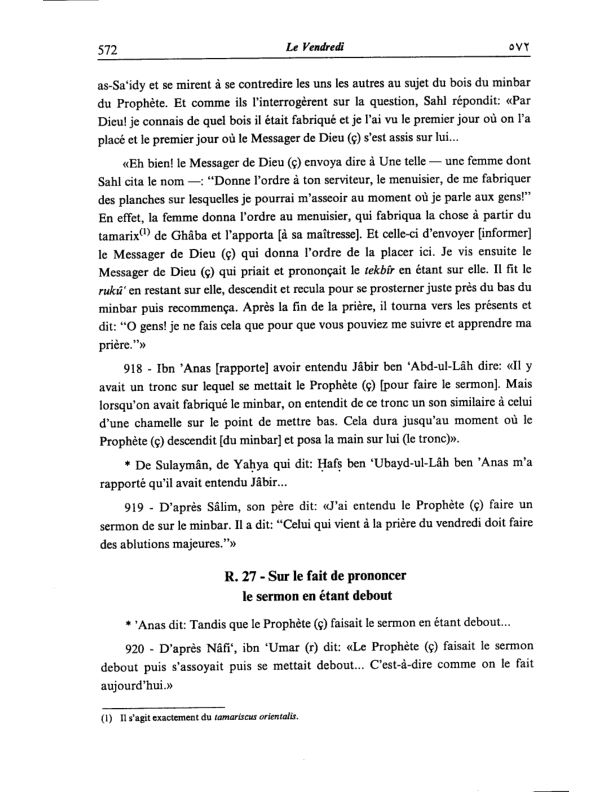 572 Le Vendredi ٥٧٢
as-Sa‘idy et se mirent à se contredire les uns les autres au sujet du bois du minbar
du Prophète. Et comme ils l'interrogèrent sur la question, Sahl répondit: «Par
Dieu! je connais de quel bois il était fabriqué et je l'ai vu le premier jour où on l'a
placé et le premier jour où le Messager de Dieu (ç) s'est assis sur lui...
«Eh bien! le Messager de Dieu (ç) envoya dire à Une telle — une femme dont
Sahl cita le nom —: “Donne l'ordre à ton serviteur, le menuisier, de me fabriquer
des planches sur lesquelles je pourrai m'asseoir au moment où je parle aux gens!”
En effet, la femme donna l'ordre au menuisier, qui fabriqua la chose à partir du
tamarix(1) de Ghâba et l'apporta [à sa maîtresse]. Et celle-ci d'envoyer [informer]
le Messager de Dieu (ç) qui donna l'ordre de la placer ici. Je vis ensuite le
Messager de Dieu (ç) qui priait et prononçait le tekbîr en étant sur elle. Il fit le
rukû‘ en restant sur elle, descendit et recula pour se prosterner juste près du bas du
minbar puis recommença. Après la fin de la prière, il tourna vers les présents et
dit: “O gens! je ne fais cela que pour que vous pouviez me suivre et apprendre ma
prière.”»
918 - Ibn ’Anas [rapporte] avoir entendu Jâbir ben ‘Abd-ul-Lâh dire: «Il y
avait un tronc sur lequel se mettait le Prophète (ç) [pour faire le sermon]. Mais
lorsqu'on avait fabriqué le minbar, on entendit de ce tronc un son similaire à celui
d'une chamelle sur le point de mettre bas. Cela dura jusqu'au moment où le
Prophète (ç) descendit [du minbar] et posa la main sur lui (le tronc)».
* De Sulaymân, de Yaḥya qui dit: Ḥafṣ ben ‘Ubayd-ul-Lâh ben ’Anas m'a
rapporté qu'il avait entendu Jâbir...
919 - D'après Sâlim, son père dit: «J'ai entendu le Prophète (ç) faire un
sermon de sur le minbar. Il a dit: “Celui qui vient à la prière du vendredi doit faire
des ablutions majeures.”»
R. 27 - Sur le fait de prononcer
le sermon en étant debout
* ’Anas dit: Tandis que le Prophète (ç) faisait le sermon en étant debout...
920 - D'après Nâfi‘, ibn ‘Umar (r) dit: «Le Prophète (ç) faisait le sermon
debout puis s'assoyait puis se mettait debout... C'est-à-dire comme on le fait
aujourd'hui.»
(1) Il s'agit exactement du tamariscus orientalis.